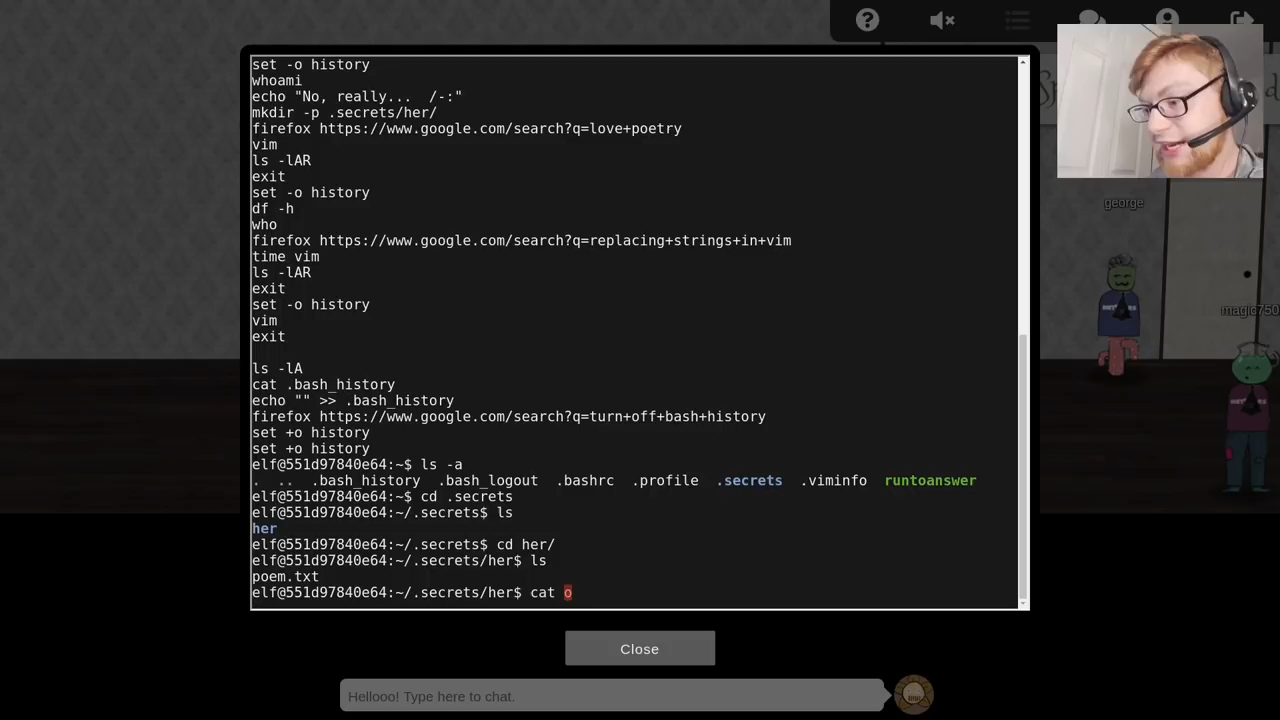 set -o history
whoami
echo "No, really...  /-:"
mkdir -p .secrets/her/
firefox https://www.google.com/search?q=love+poetry
vim
ls -lAR
exit
set -o history
df -h
who
firefox https://www.google.com/search?q=replacing+strings+in+vim
time vim
ls -lAR
exit
set -o history
vim
exit
ls -lA
cat .bash_history
echo "" >> .bash_history
firefox https://www.google.com/search?q=turn+off+bash+history
set +o history
set +o history
elf@551d97840e64:~$ ls -a
.  ..  .bash_history  .bash_logout  .bashrc  .profile  .secrets  .viminfo  runtoanswer
elf@551d97840e64:~$ cd .secrets
elf@551d97840e64:~/.secrets$ ls
her
elf@551d97840e64:~/.secrets$ cd her/
elf@551d97840e64:~/.secrets/her$ ls
poem.txt
elf@551d97840e64:~/.secrets/her$ cat o
Close
Hellooo! Type here to chat.
george
magic750